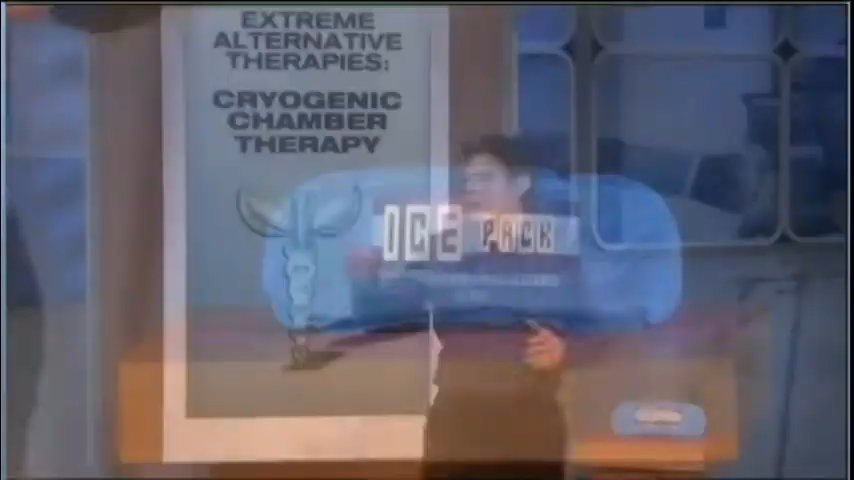 EXTREME
ALTERNATIVE
THERAPIES:
CRYOGENIC
CHAMBER
THERAPY
ICE PACK